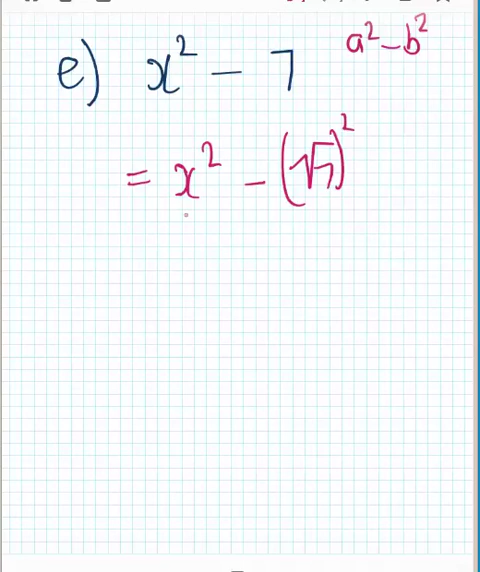 e) x² − 7
a² − b²
= x² − (√7)²